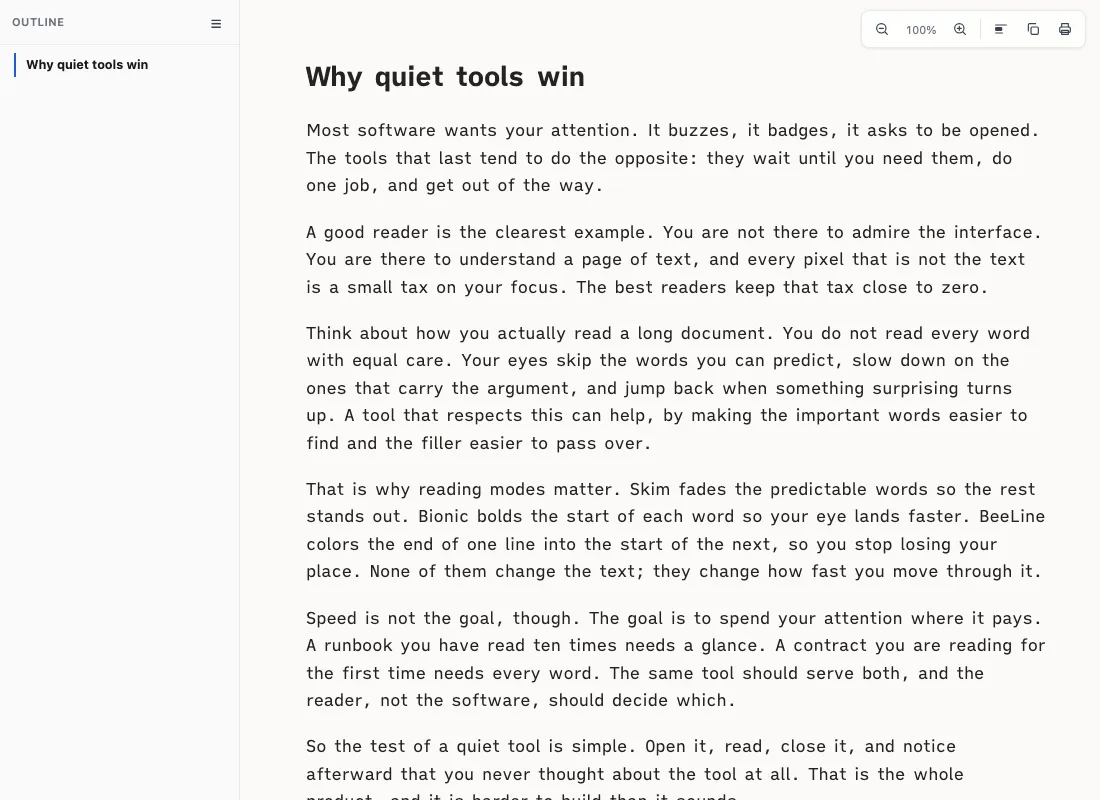 OUTLINE
Why quiet tools win
100%
Why quiet tools win
Most software wants your attention. It buzzes, it badges, it asks to be opened.
The tools that last tend to do the opposite: they wait until you need them, do
one job, and get out of the way.
A good reader is the clearest example. You are not there to admire the interface.
You are there to understand a page of text, and every pixel that is not the text
is a small tax on your focus. The best readers keep that tax close to zero.
Think about how you actually read a long document. You do not read every word
with equal care. Your eyes skip the words you can predict, slow down on the
ones that carry the argument, and jump back when something surprising turns
up. A tool that respects this can help, by making the important words easier to
find and the filler easier to pass over.
That is why reading modes matter. Skim fades the predictable words so the rest
stands out. Bionic bolds the start of each word so your eye lands faster. BeeLine
colors the end of one line into the start of the next, so you stop losing your
place. None of them change the text; they change how fast you move through it.
Speed is not the goal, though. The goal is to spend your attention where it pays.
A runbook you have read ten times needs a glance. A contract you are reading for
the first time needs every word. The same tool should serve both, and the
reader, not the software, should decide which.
So the test of a quiet tool is simple. Open it, read, close it, and notice
afterward that you never thought about the tool at all. That is the whole
product, and it is harder to build than it sounds.